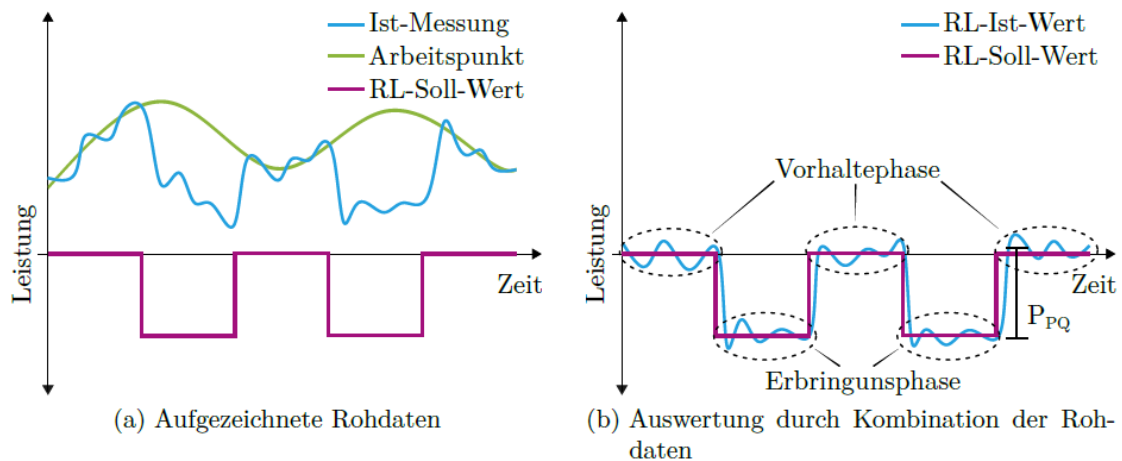 Ist-Messung
Arbeitspunkt
RL-Soll-Wert
Leistung
Zeit
(a) Aufgezeichnete Rohdaten
RL-Ist-Wert
RL-Soll-Wert
Vorhaltephase
Leistung
Zeit
P_PQ
Erbringunsphase
(b) Auswertung durch Kombination der Roh-
daten